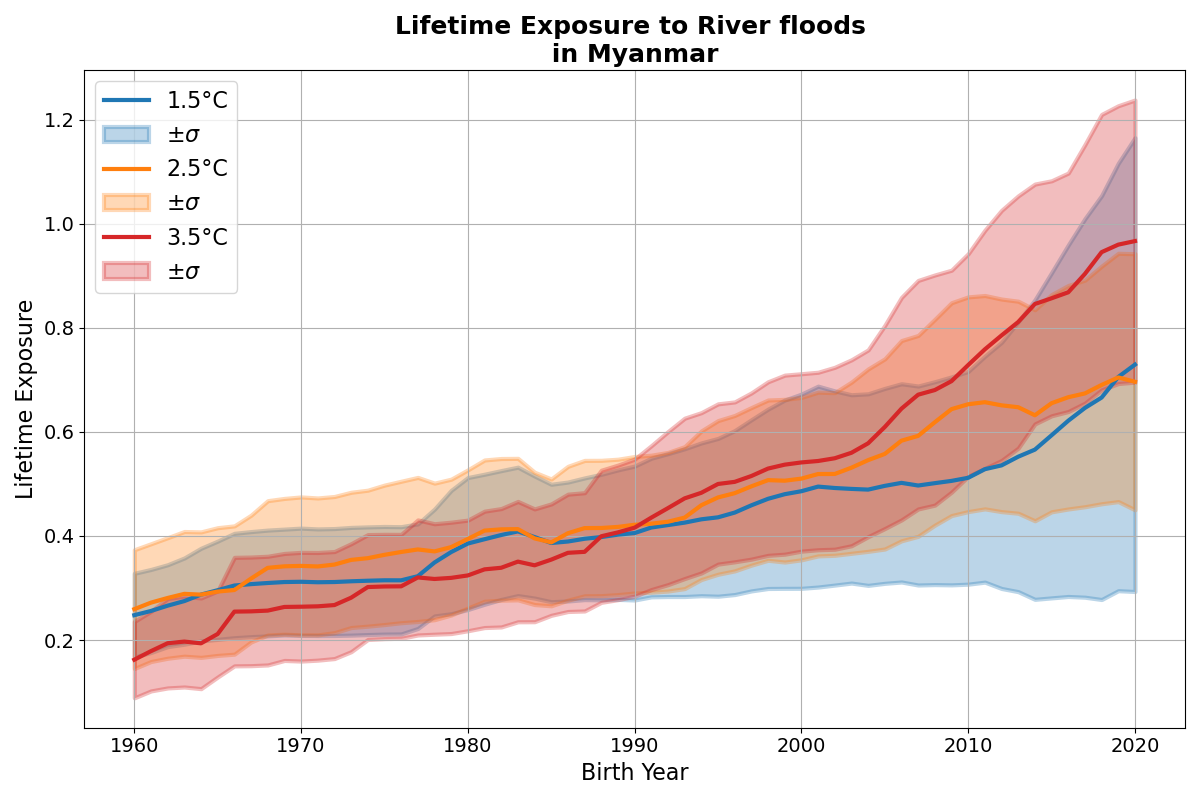 Lifetime Exposure to River floods
in Myanmar
1.5°C
±σ
2.5°C
±σ
3.5°C
±σ
Lifetime Exposure
1.2
1.0
0.8
0.6
0.4
0.2
1960 1970 1980 1990 2000 2010 2020
Birth Year